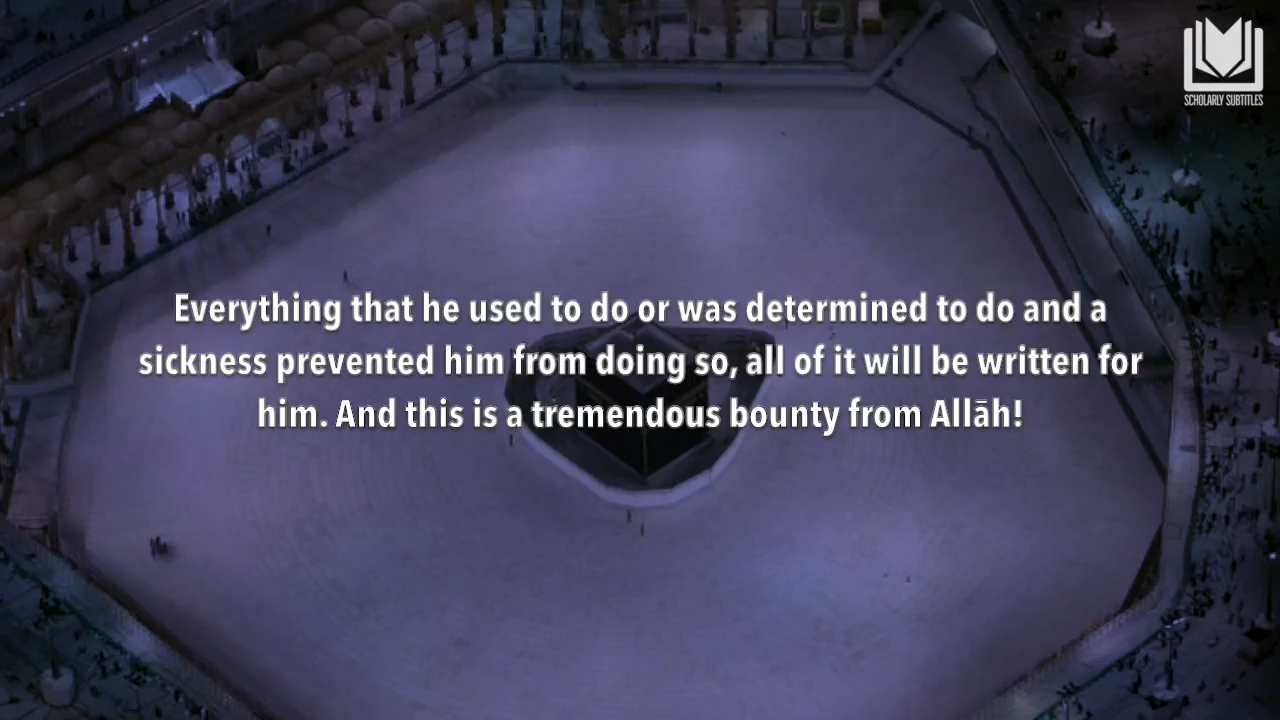 SCHOLARLY SUBTITLES
Everything that he used to do or was determined to do and a
sickness prevented him from doing so, all of it will be written for
him. And this is a tremendous bounty from Allāh!